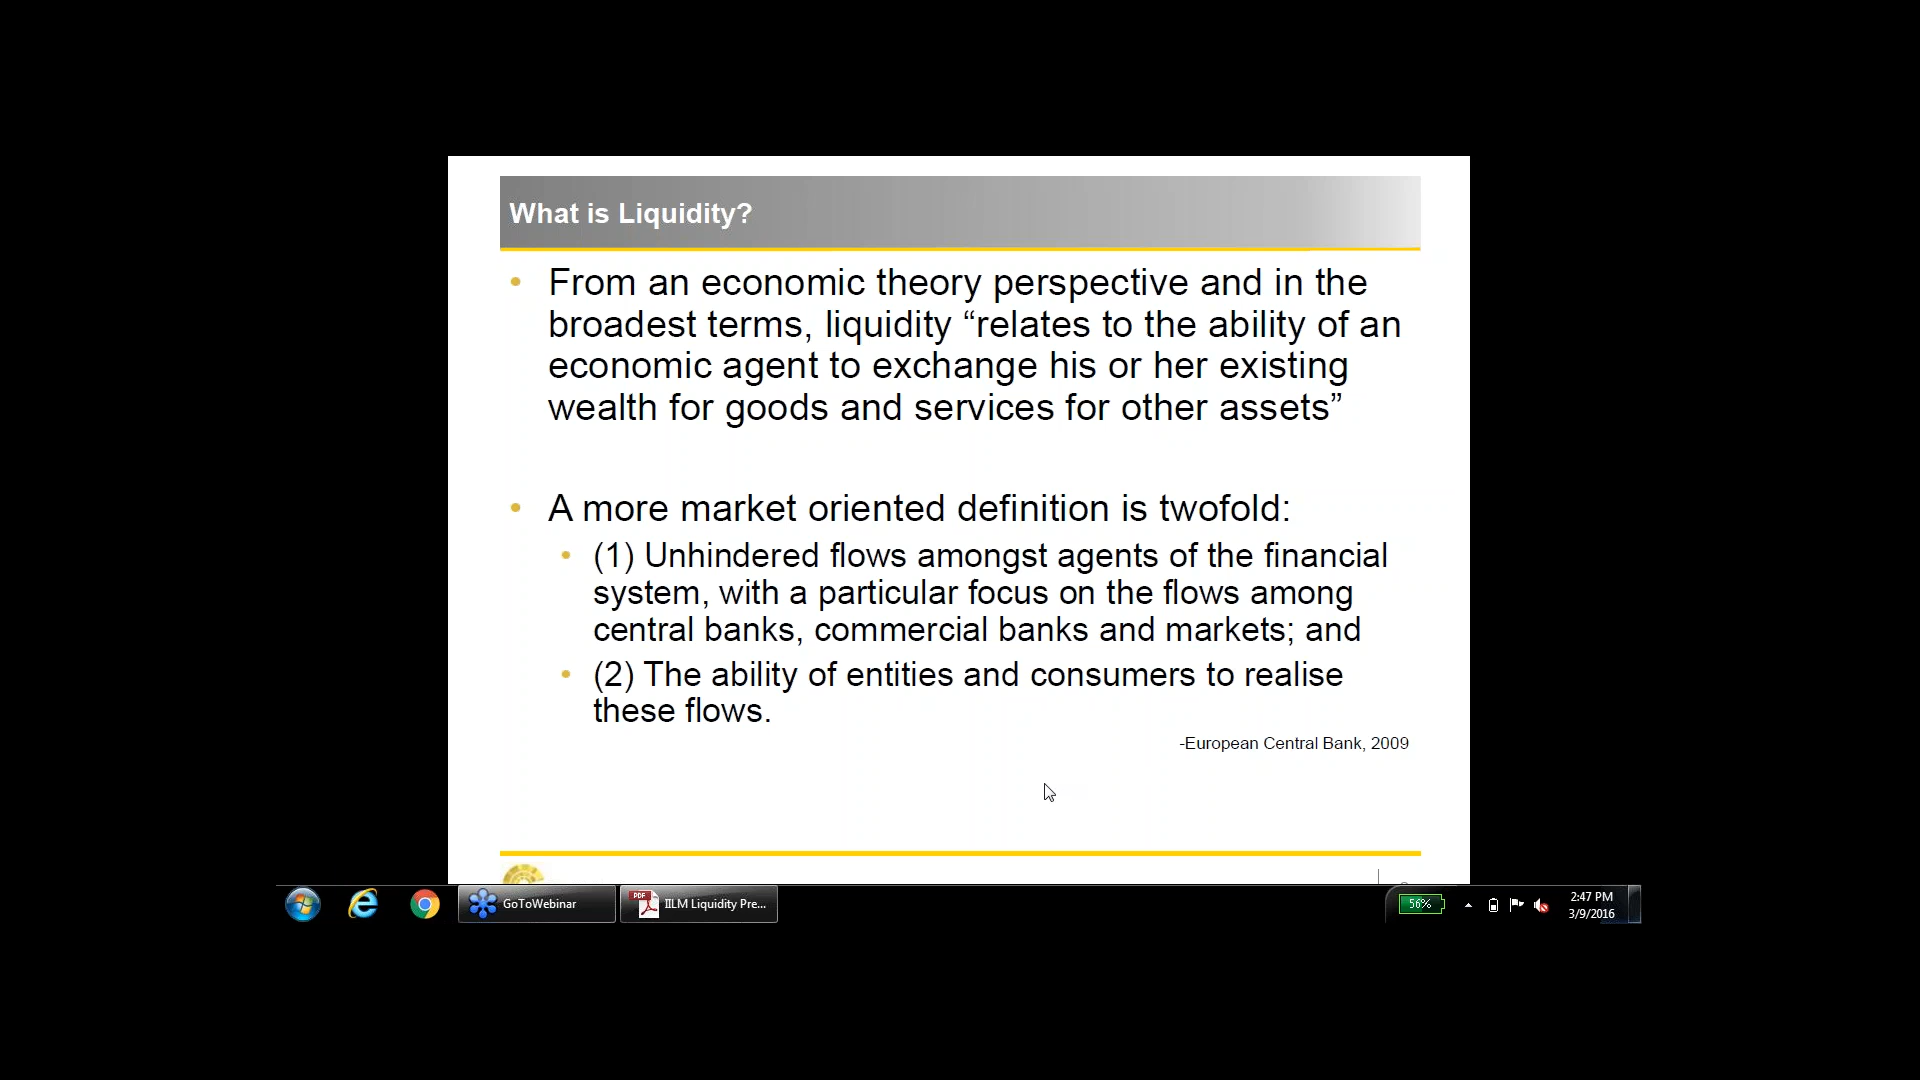 What is Liquidity?
• From an economic theory perspective and in the
broadest terms, liquidity “relates to the ability of an
economic agent to exchange his or her existing
wealth for goods and services for other assets”
• A more market oriented definition is twofold:
• (1) Unhindered flows amongst agents of the financial
system, with a particular focus on the flows among
central banks, commercial banks and markets; and
• (2) The ability of entities and consumers to realise
these flows.
-European Central Bank, 2009
GoToWebinar
PDF
IILM Liquidity Pre...
56%
2:47 PM
3/9/2016